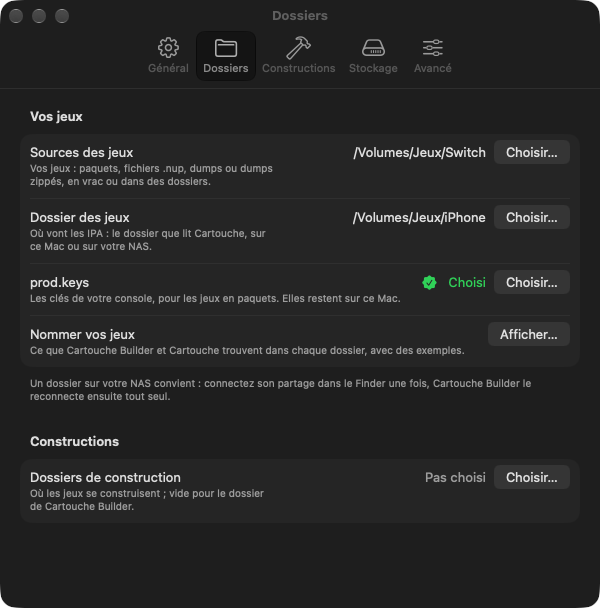 Dossiers
Général
Dossiers
Constructions
Stockage
Avancé
Vos jeux
Sources des jeux
/Volumes/Jeux/Switch
Choisir...
Vos jeux : paquets, fichiers .nup, dumps ou dumps
zippés, en vrac ou dans des dossiers.
Dossier des jeux
/Volumes/Jeux/iPhone
Choisir...
Où vont les IPA : le dossier que lit Cartouche, sur
ce Mac ou sur votre NAS.
prod.keys
Choisi
Choisir...
Les clés de votre console, pour les jeux en paquets. Elles restent sur ce Mac.
Nommer vos jeux
Afficher...
Ce que Cartouche Builder et Cartouche trouvent dans chaque dossier, avec des exemples.
Un dossier sur votre NAS convient : connectez son partage dans le Finder une fois, Cartouche Builder le
reconnecte ensuite tout seul.
Constructions
Dossiers de construction
Pas choisi
Choisir...
Où les jeux se construisent ; vide pour le dossier
de Cartouche Builder.